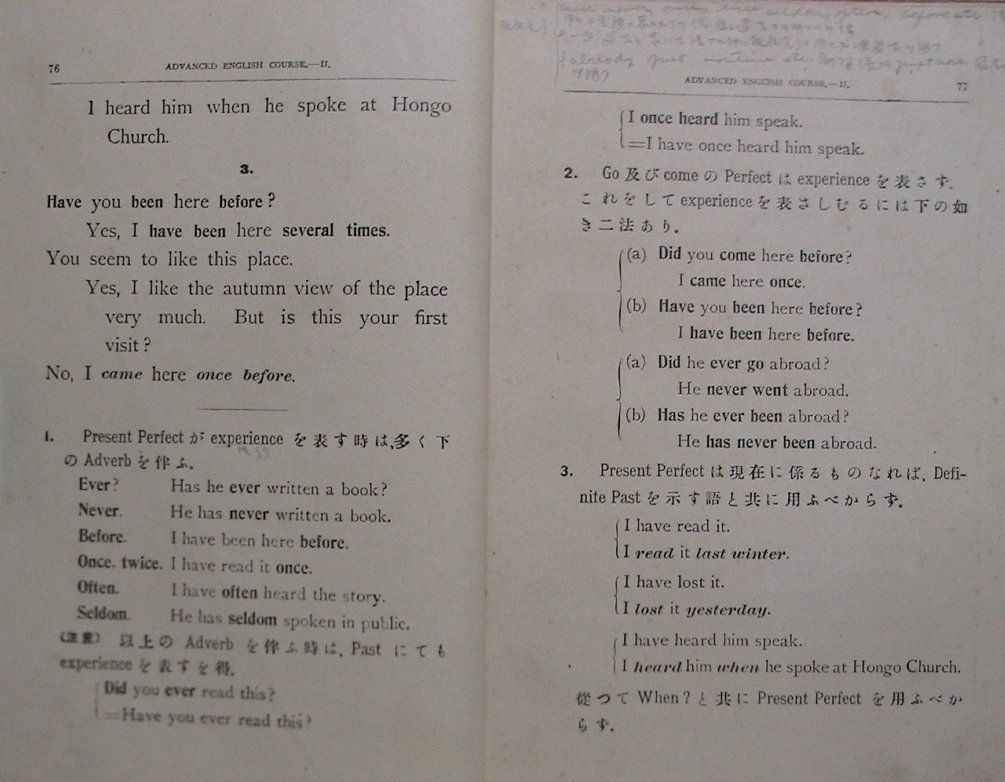 76
ADVANCED ENGLISH COURSE.—II.
I heard him when he spoke at Hongo
Church.
3.
Have you been here before?
Yes, I have been here several times.
You seem to like this place.
Yes, I like the autumn view of the place
very much. But is this your first
visit?
No, I came here once before.
1. Present Perfect が experience を表す時は、多く下
の Adverb を伴ふ.
Ever? Has he ever written a book?
Never. He has never written a book.
Before. I have been here before.
Once, twice. I have read it once.
Often. I have often heard the story.
Seldom. He has seldom spoken in public.
(注意) 以上の Adverb を伴ふ時は、Past にても
experience を表すを得.
Did you ever read this?
=Have you ever read this?
ADVANCED ENGLISH COURSE.—II.
77
I once heard him speak.
=I have once heard him speak.
2. Go 及び come の Perfect は experience を表さず.
これをして experience を表さしむるには下の如
き二法あり.
(a) Did you come here before?
I came here once.
(b) Have you been here before?
I have been here before.
(a) Did he ever go abroad?
He never went abroad.
(b) Has he ever been abroad?
He has never been abroad.
3. Present Perfect は現在に係るものなれば、Defi-
nite Past を示す語と共に用ふべからず.
I have read it.
I read it last winter.
I have lost it.
I lost it yesterday.
I have heard him speak.
I heard him when he spoke at Hongo Church.
從つて When? と共に Present Perfect を用ふべか
らず.